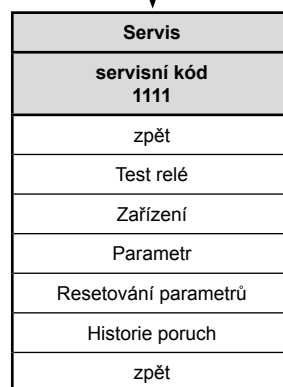 Servis
servisní kód
1111
zpět
Test relé
Zařízení
Parametr
Resetování parametrů
Historie poruch
zpět